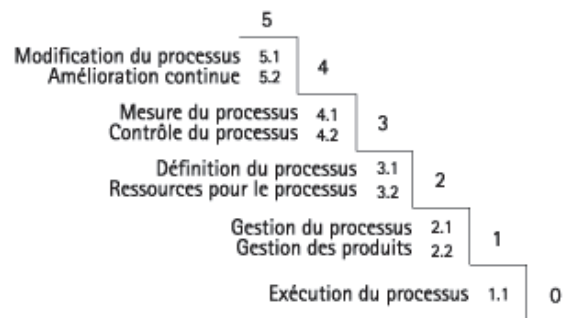 5
Modification du processus 5.1
Amélioration continue 5.2
4
Mesure du processus 4.1
Contrôle du processus 4.2
3
Définition du processus 3.1
Ressources pour le processus 3.2
2
Gestion du processus 2.1
Gestion des produits 2.2
1
Exécution du processus 1.1
0